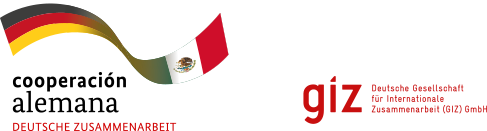 cooperación
alemana
DEUTSCHE ZUSAMMENARBEIT
giz
Deutsche Gesellschaft
für Internationale
Zusammenarbeit (GIZ) GmbH